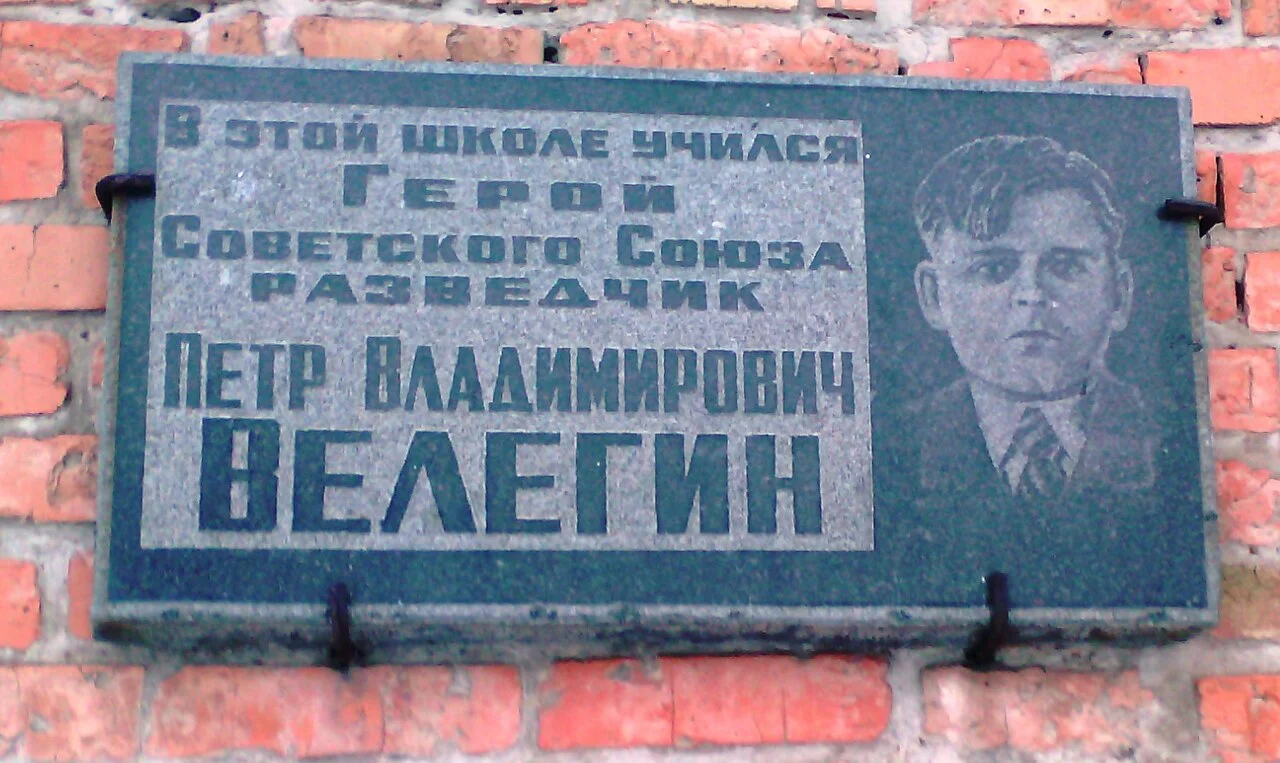 В ЭТОЙ ШКОЛЕ УЧИЛСЯ
ГЕРОЙ
СОВЕТСКОГО СОЮЗА
РАЗВЕДЧИК
ПЕТР ВЛАДИМИРОВИЧ
ВЕЛЕГИН